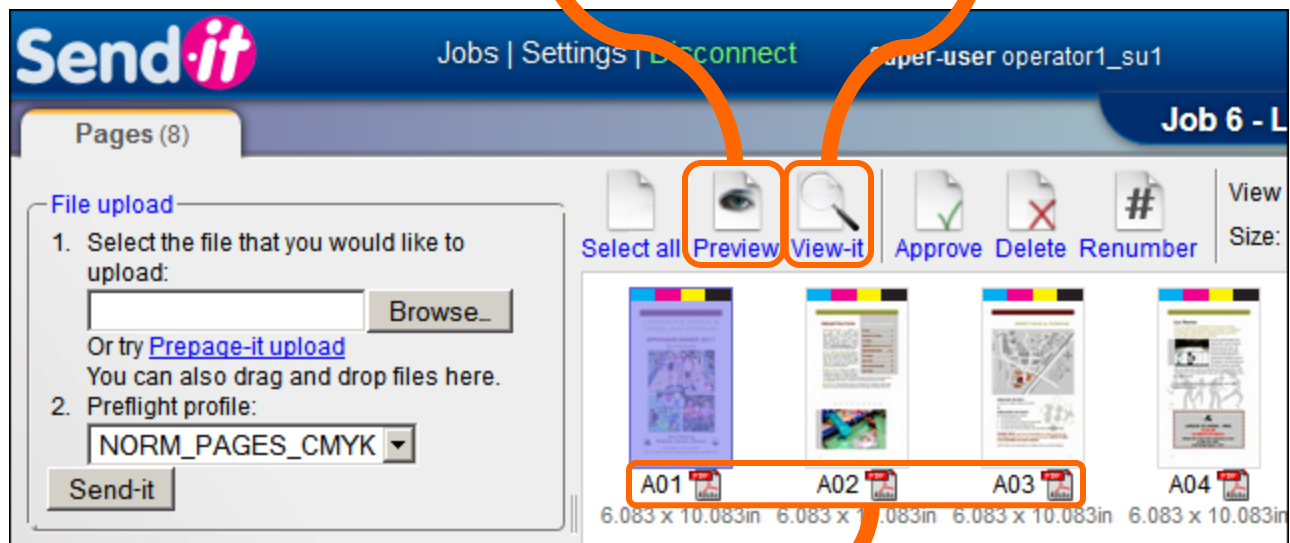 Send-it
Jobs | Settings | Disconnect
Super-user operator1_su1
Pages (8)
Job 6 - L
File upload
1. Select the file that you would like to
upload:
Browse...
Or try Prepage-it upload
You can also drag and drop files here.
2. Preflight profile:
NORM_PAGES_CMYK
Send-it
Select all Preview View-it Approve Delete # Renumber
View
Size:
A01 A02 A03 A04
6.083 x 10.083in 6.083 x 10.083in 6.083 x 10.083in 6.083 x 10.083in